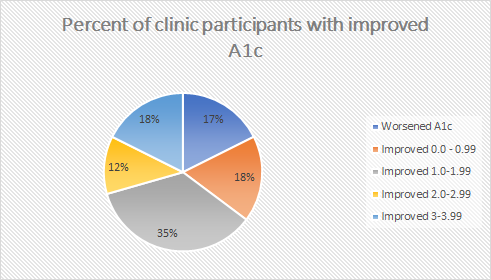 Percent of clinic participants with improved
A1c
18%
17%
12%
18%
35%
Worsened A1c
Improved 0.0 - 0.99
Improved 1.0-1.99
Improved 2.0-2.99
Improved 3-3.99